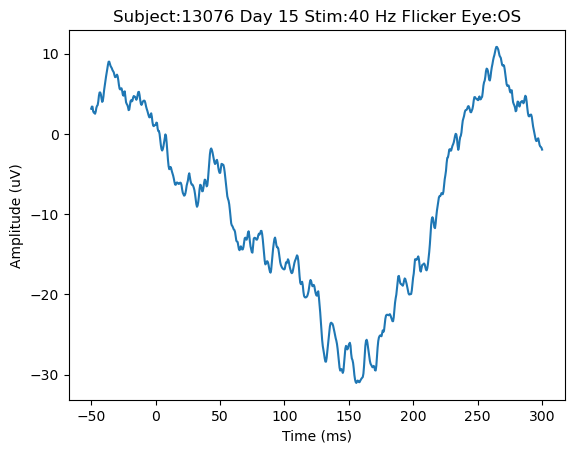 Subject:13076 Day 15 Stim:40 Hz Flicker Eye:OS
Amplitude (uV)
10
0
−10
−20
−30
−50 0 50 100 150 200 250 300
Time (ms)